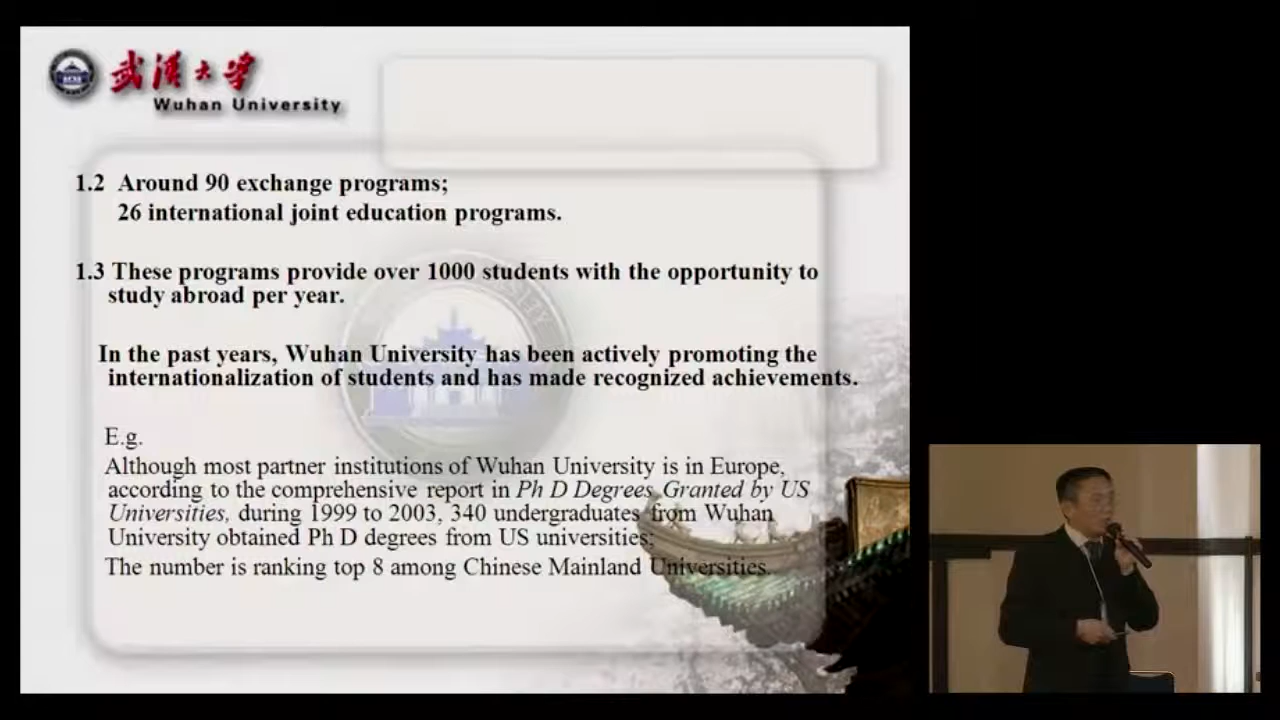 武漢大学
Wuhan University
1.2 Around 90 exchange programs;
26 international joint education programs.
1.3 These programs provide over 1000 students with the opportunity to
study abroad per year.
In the past years, Wuhan University has been actively promoting the
internationalization of students and has made recognized achievements.
E.g.
Although most partner institutions of Wuhan University is in Europe,
according to the comprehensive report in Ph D Degrees Granted by US
Universities, during 1999 to 2003, 340 undergraduates from Wuhan
University obtained Ph D degrees from US universities;
The number is ranking top 8 among Chinese Mainland Universities.